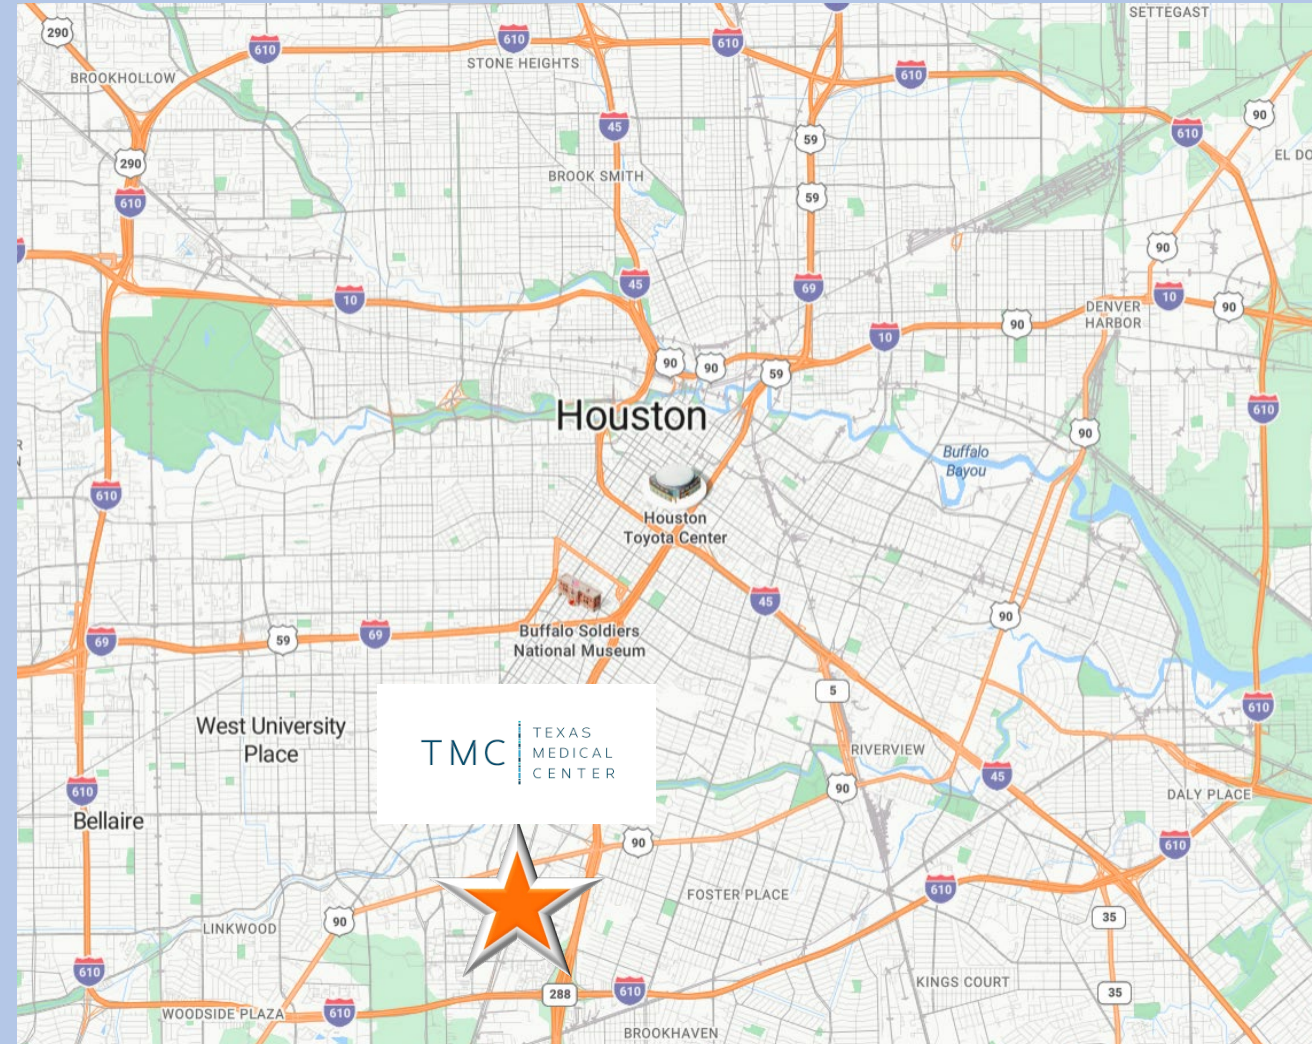 SETTEGAST
290
610
610
610
STONE HEIGHTS
BROOKHOLLOW
610
90
45
610
59
290
EL DO
BROOK SMITH
59
610
90
45
69
10
10
90
DENVER
HARBOR
90
10
90
90
59
Houston
610
90
Buffalo
Bayou
610
Houston
Toyota Center
45
90
69
59
69
Buffalo Soldiers
National Museum
5
610
West University
Place
TMC
TEXAS
MEDICAL
CENTER
RIVERVIEW
45
610
90
DALY PLACE
Bellaire
90
610
610
FOSTER PLACE
90
35
LINKWOOD
610
KINGS COURT
288
610
35
WOODSIDE PLAZA
610
BROOKHAVEN